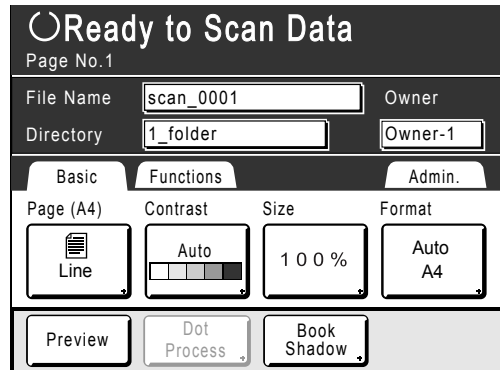 Ready to Scan Data
Page No.1
File Name scan_0001 Owner
Directory 1_folder Owner-1
Basic Functions Admin.
Page (A4) Contrast Size Format
Line Auto 100% Auto
A4
Preview Dot
Process Book
Shadow